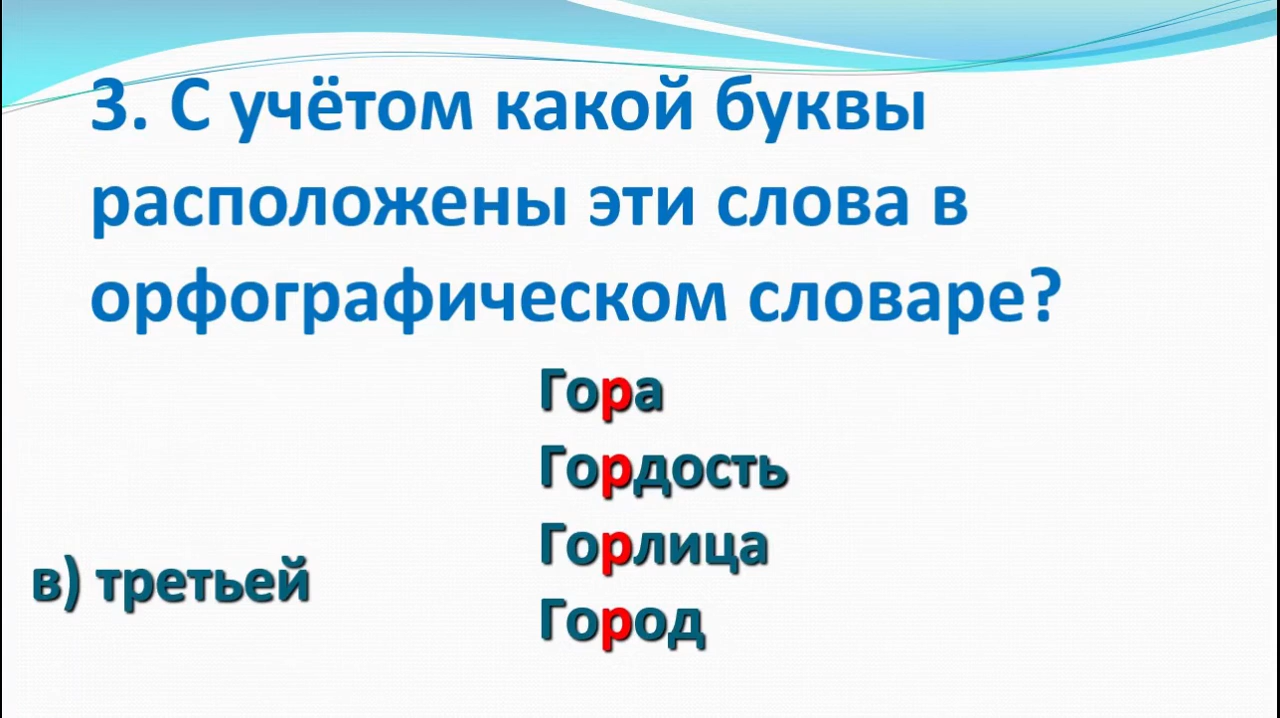 3. С учётом какой буквы
расположены эти слова в
орфографическом словаре?
Гора
Гордость
Горлица
в) третьей
Город